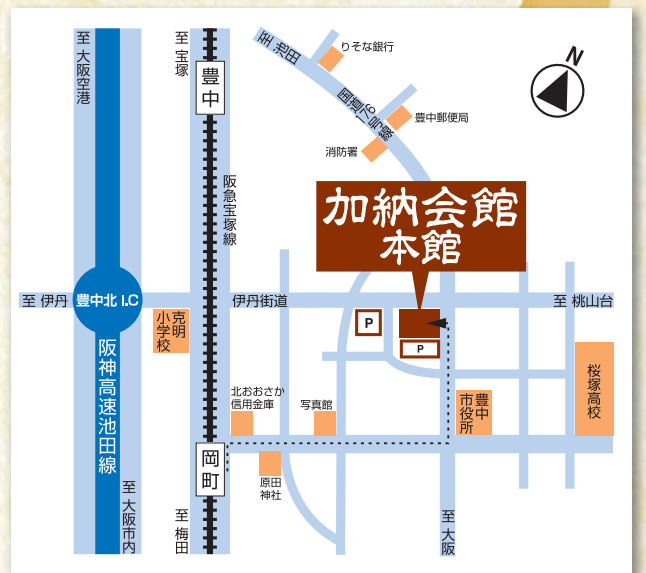 至 大阪空港
至 宝塚
豊中
至 池田
りそな銀行
N
国道176号線
豊中郵便局
消防署
阪急宝塚線
加納会館
本館
至 伊丹
豊中北 I.C
伊丹街道
至 桃山台
克明
小学校
P
P
阪神高速池田線
北おおさか
信用金庫
写真館
豊中
市役所
桜塚高校
岡町
原田
神社
至 大阪市内
至 梅田
至 大阪